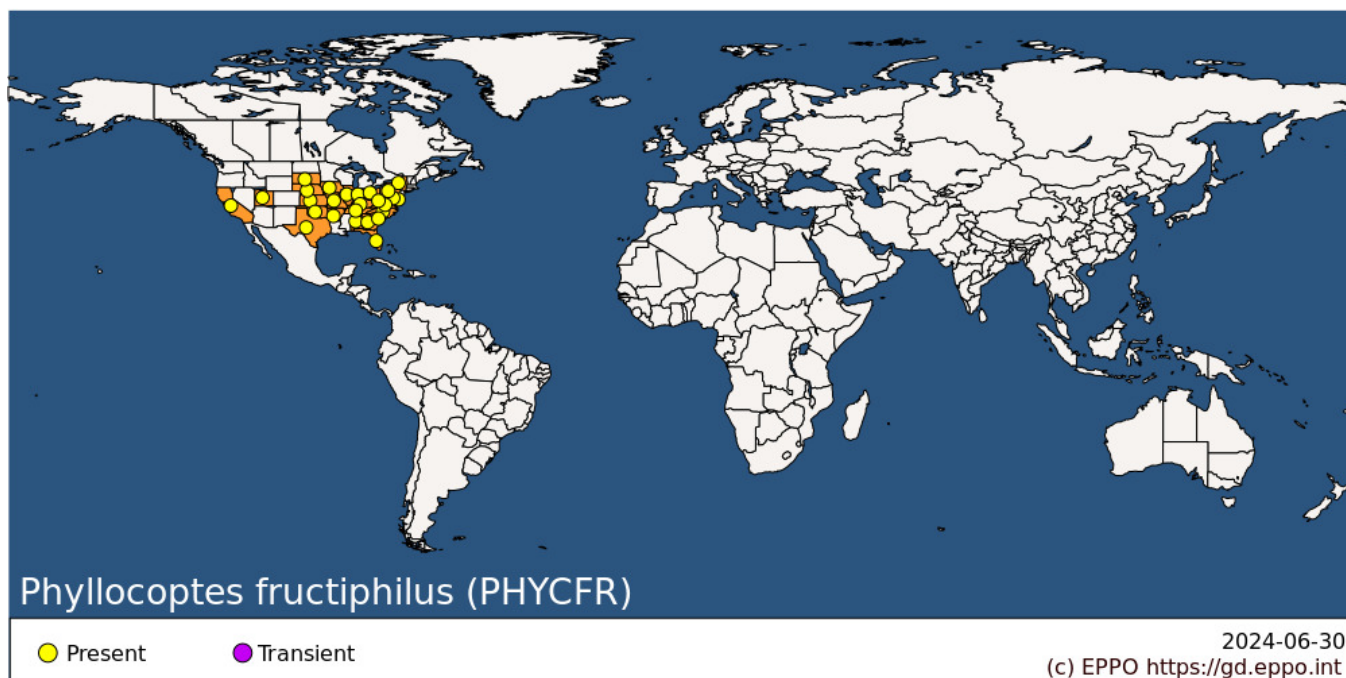 Phyllocoptes fructiphilus (PHYCFR)
Present
Transient
2024-06-30
(c) EPPO https://gd.eppo.int